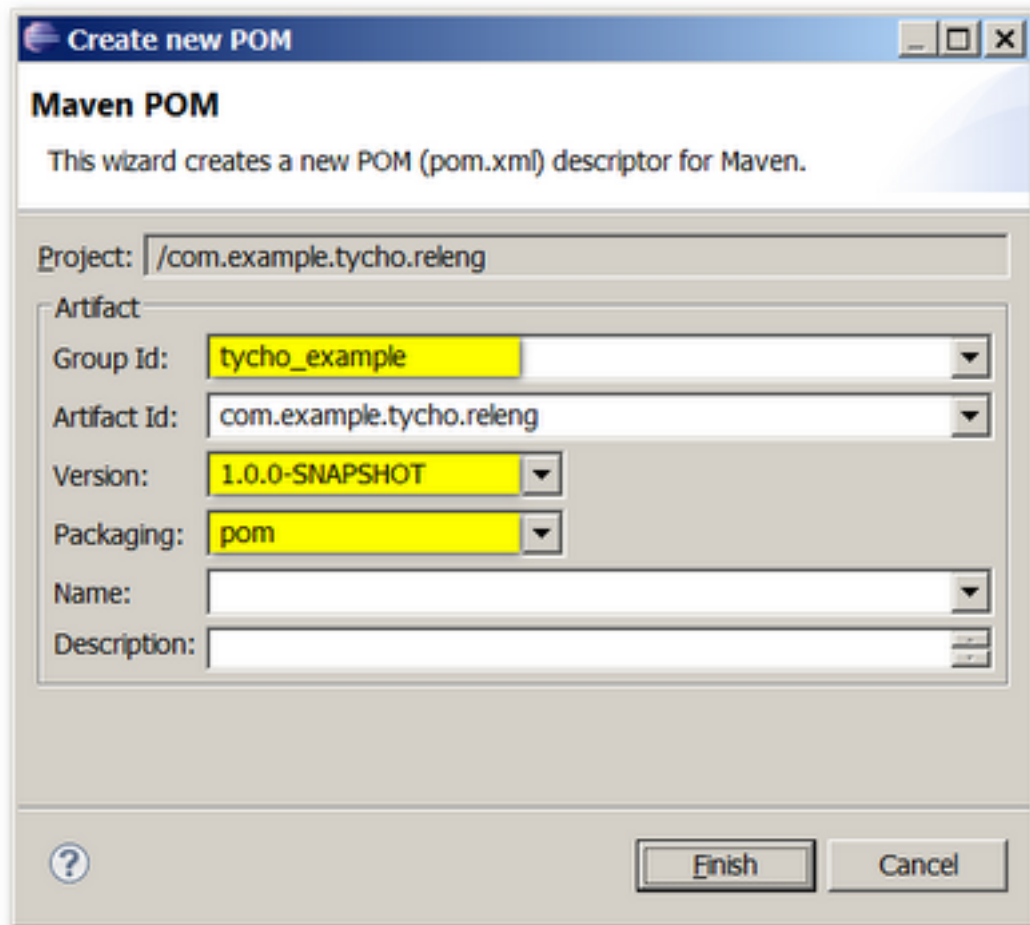 Create new POM
Maven POM
This wizard creates a new POM (pom.xml) descriptor for Maven.
Project: /com.example.tycho.releng
Artifact
Group Id: tycho_example
Artifact Id: com.example.tycho.releng
Version: 1.0.0-SNAPSHOT
Packaging: pom
Name:
Description:
?
Finish Cancel